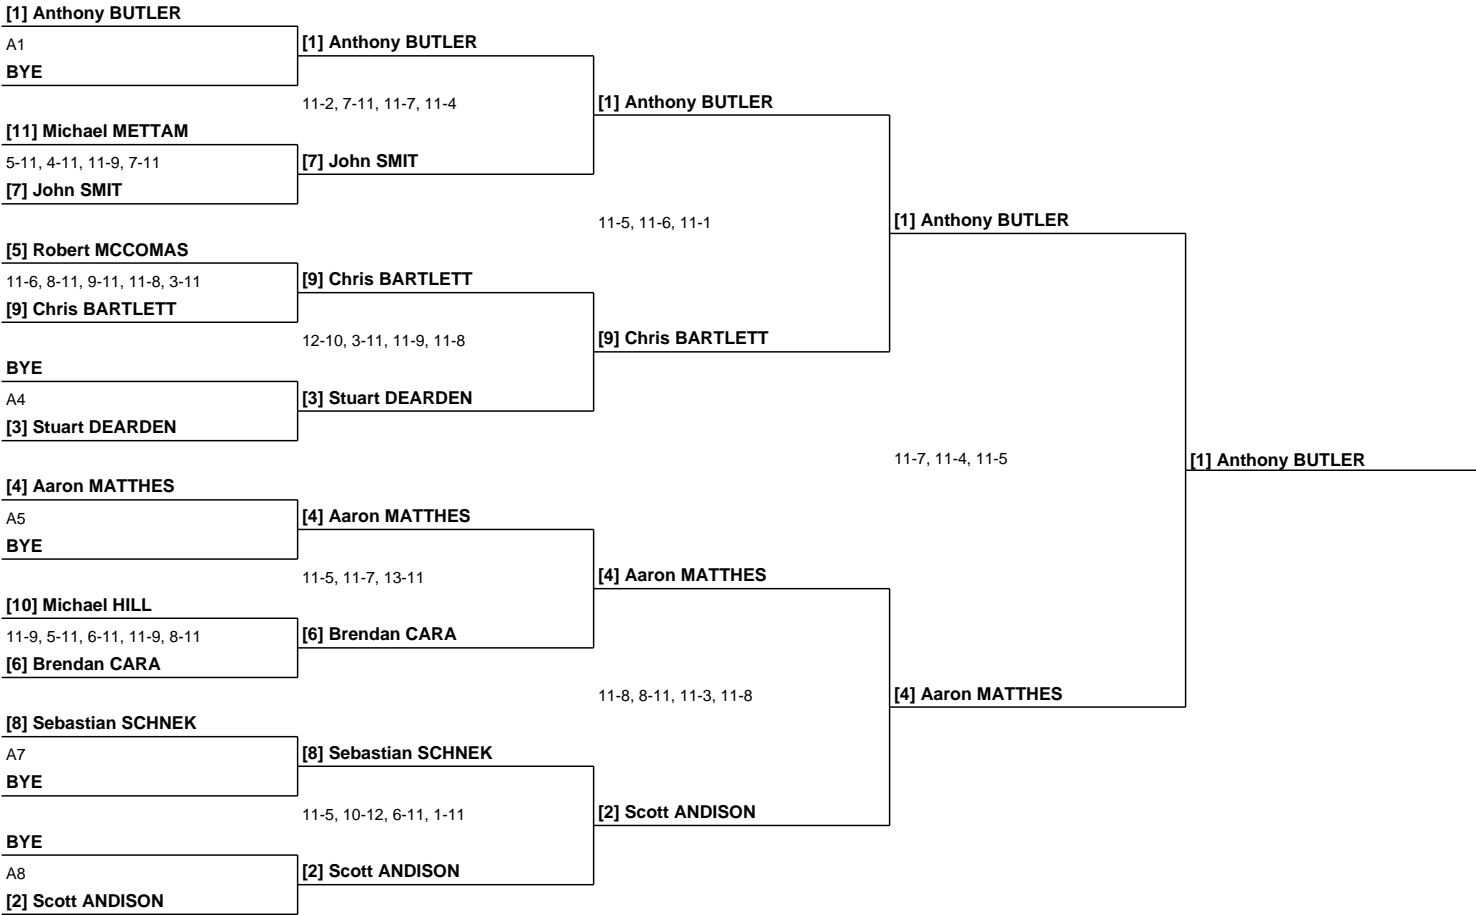 [1] Anthony BUTLER
A1
BYE
[11] Michael METTAM
5-11, 4-11, 11-9, 7-11
[7] John SMIT
[5] Robert MCCOMAS
11-6, 8-11, 9-11, 11-8, 3-11
[9] Chris BARTLETT
BYE
A4
[3] Stuart DEARDEN
[4] Aaron MATTHES
A5
BYE
[10] Michael HILL
11-9, 5-11, 6-11, 11-9, 8-11
[6] Brendan CARA
[8] Sebastian SCHNEK
A7
BYE
BYE
A8
[2] Scott ANDISON
[1] Anthony BUTLER
11-2, 7-11, 11-7, 11-4
[7] John SMIT
[9] Chris BARTLETT
12-10, 3-11, 11-9, 11-8
[3] Stuart DEARDEN
[4] Aaron MATTHES
11-5, 11-7, 13-11
[6] Brendan CARA
[8] Sebastian SCHNEK
11-5, 10-12, 6-11, 1-11
[2] Scott ANDISON
[1] Anthony BUTLER
11-5, 11-6, 11-1
[9] Chris BARTLETT
[4] Aaron MATTHES
11-8, 8-11, 11-3, 11-8
[2] Scott ANDISON
[1] Anthony BUTLER
11-7, 11-4, 11-5
[4] Aaron MATTHES
[1] Anthony BUTLER